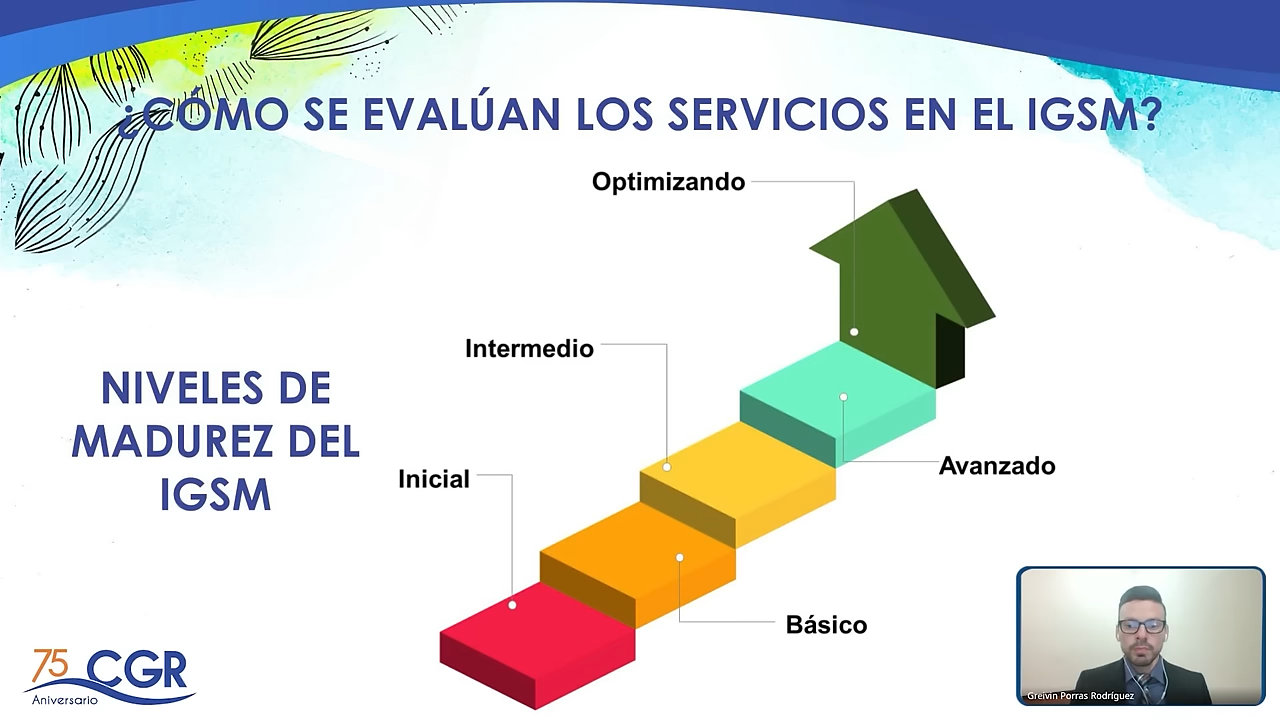 ¿CÓMO SE EVALÚAN LOS SERVICIOS EN EL IGSM?
Optimizando
Intermedio
NIVELES DE
MADUREZ DEL
IGSM
Inicial
Avanzado
Básico
75 CGR
Aniversario
Greivin Porras Rodríguez